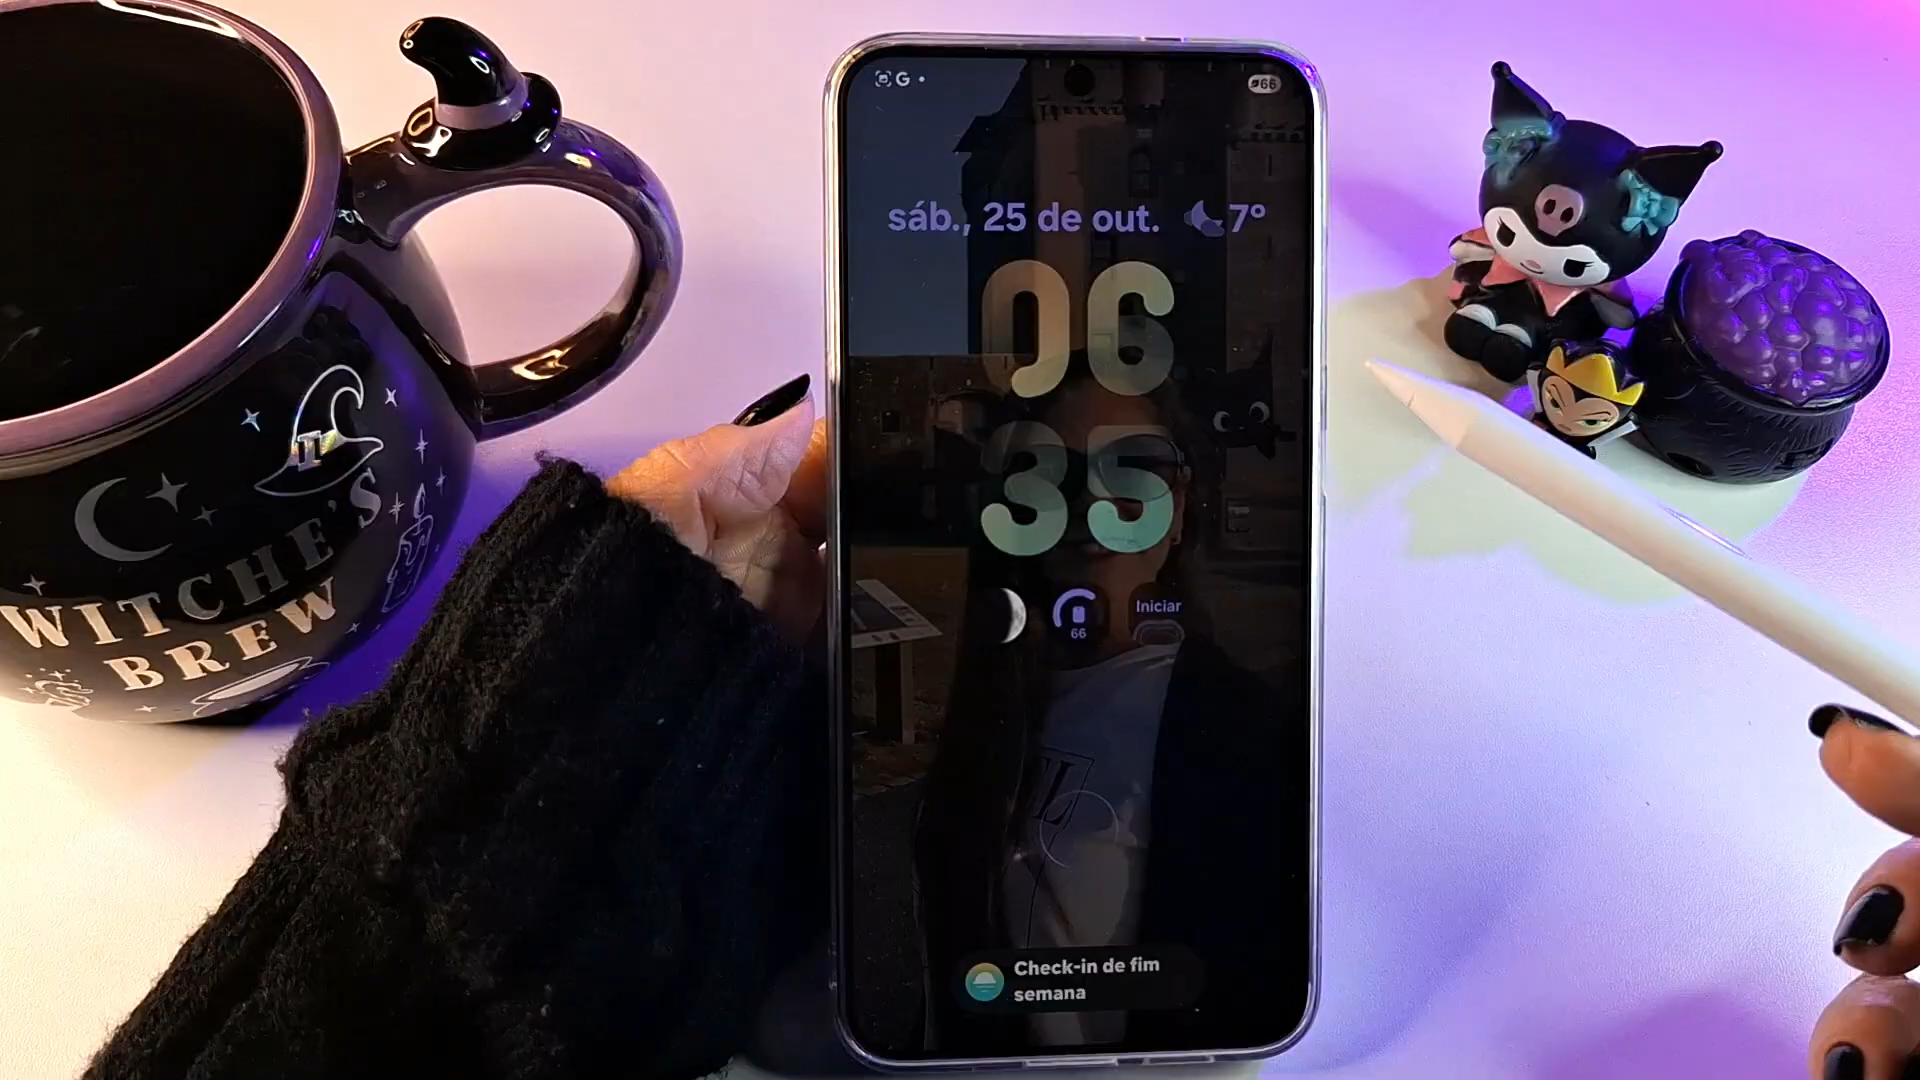 WITCHE'S
BREW
G
66
sáb., 25 de out. 7°
06
35
66
Iniciar
Check-in de fim
semana